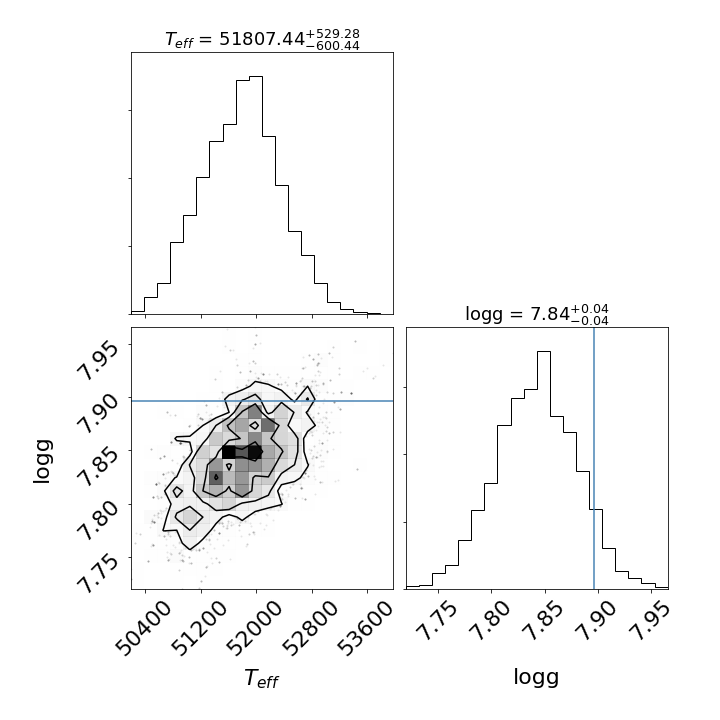 T_eff = 51807.44^{+529.28}_{-600.44}
logg = 7.84^{+0.04}_{-0.04}
7.95
7.90
7.85
7.80
7.75
logg
50400 51200 52000 52800 53600
T_eff
7.75 7.80 7.85 7.90 7.95
logg